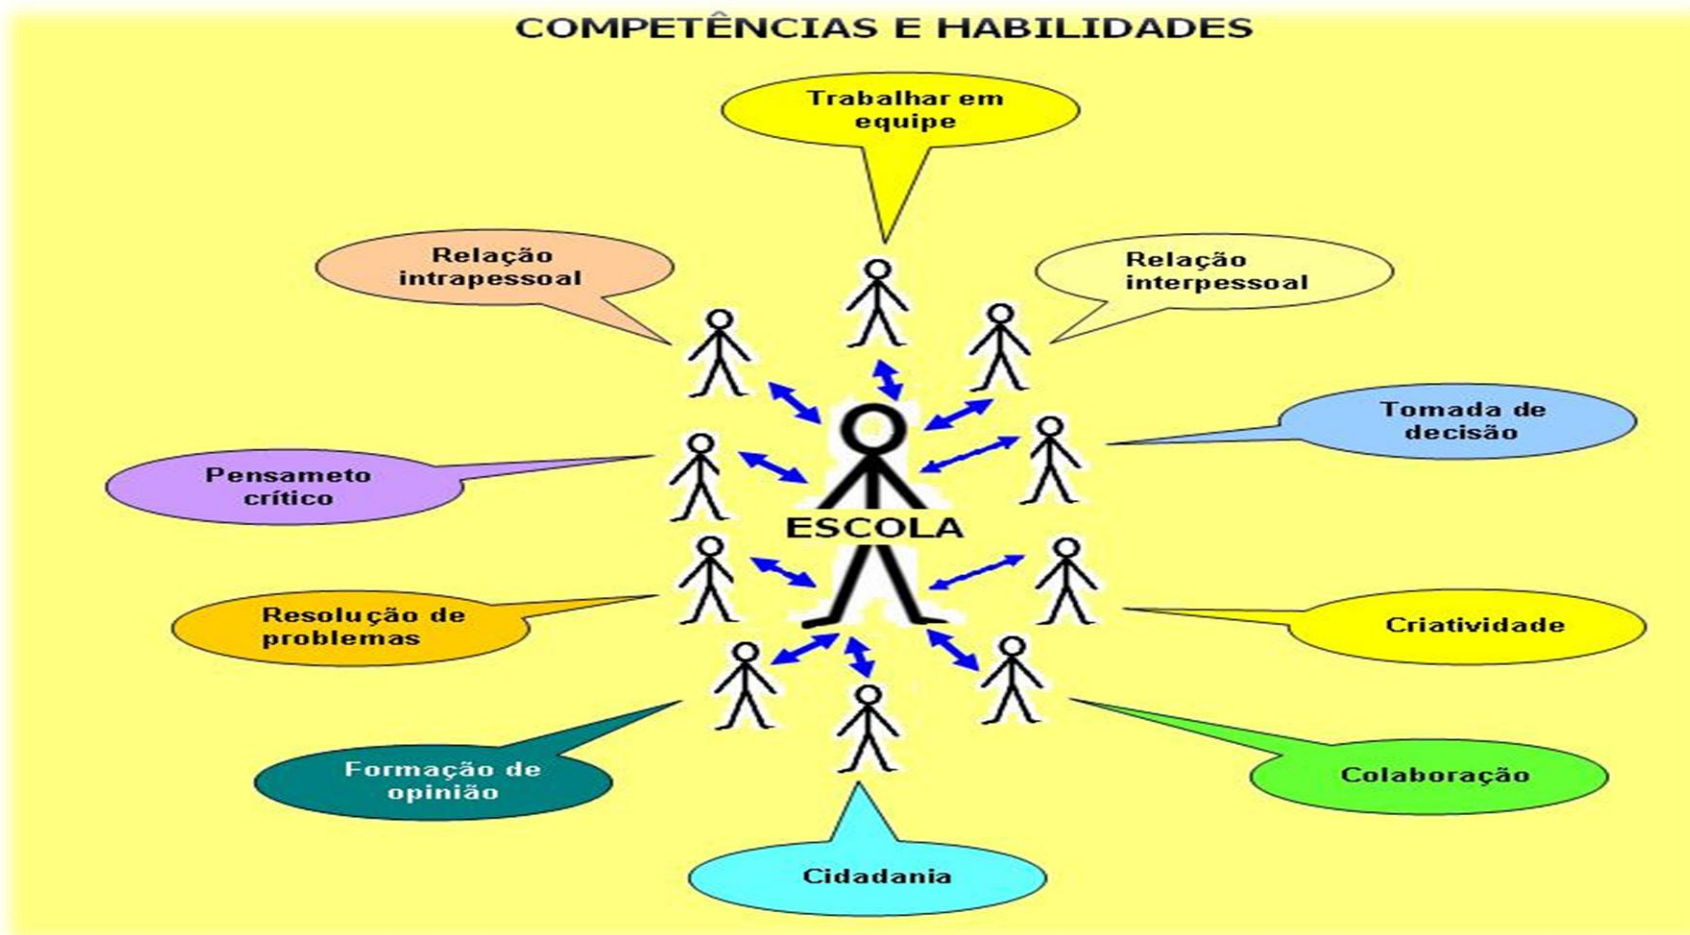 COMPETÊNCIAS E HABILIDADES
Trabalhar em
equipe
Relação
intrapessoal
Relação
interpessoal
Tomada de
decisão
Pensameto
crítico
ESCOLA
Resolução de
problemas
Criatividade
Formação de
opinião
Colaboração
Cidadania